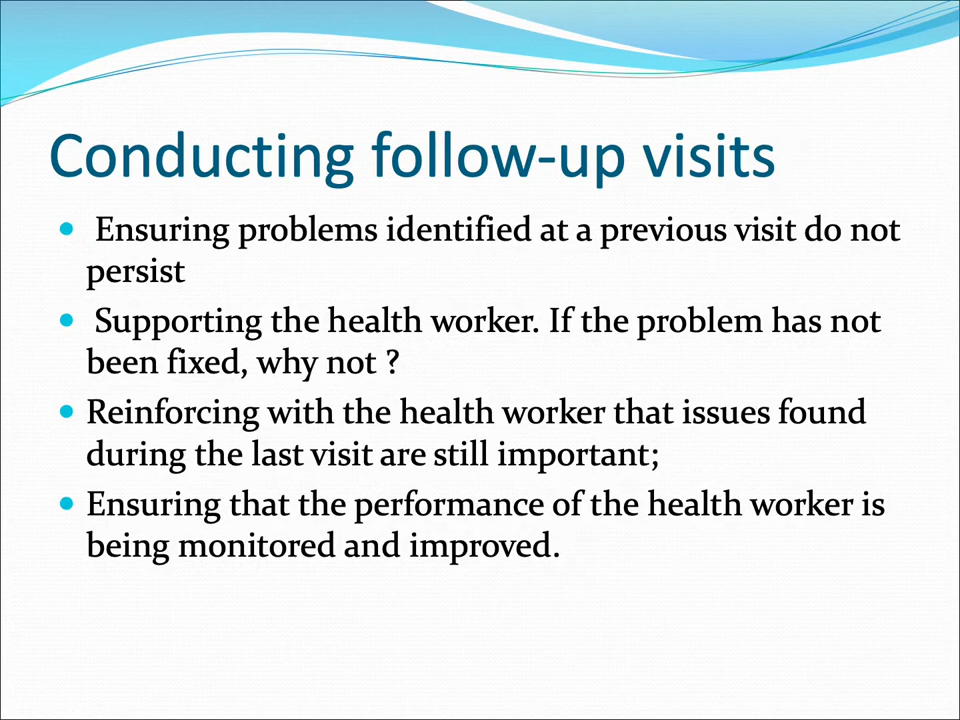 Conducting follow-up visits
• Ensuring problems identified at a previous visit do not
persist
• Supporting the health worker. If the problem has not
been fixed, why not ?
• Reinforcing with the health worker that issues found
during the last visit are still important;
• Ensuring that the performance of the health worker is
being monitored and improved.